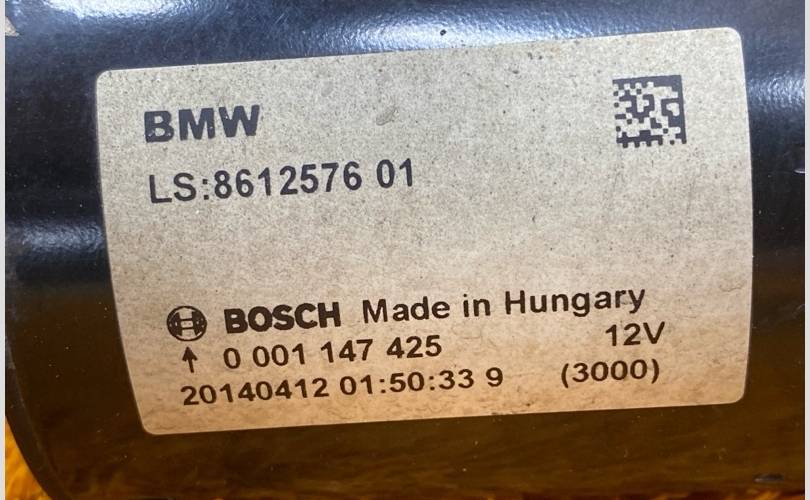 BMW
LS:8612576 01
BOSCH Made in Hungary
↑ 0 001 147 425 12V
20140412 01:50:33 9 (3000)